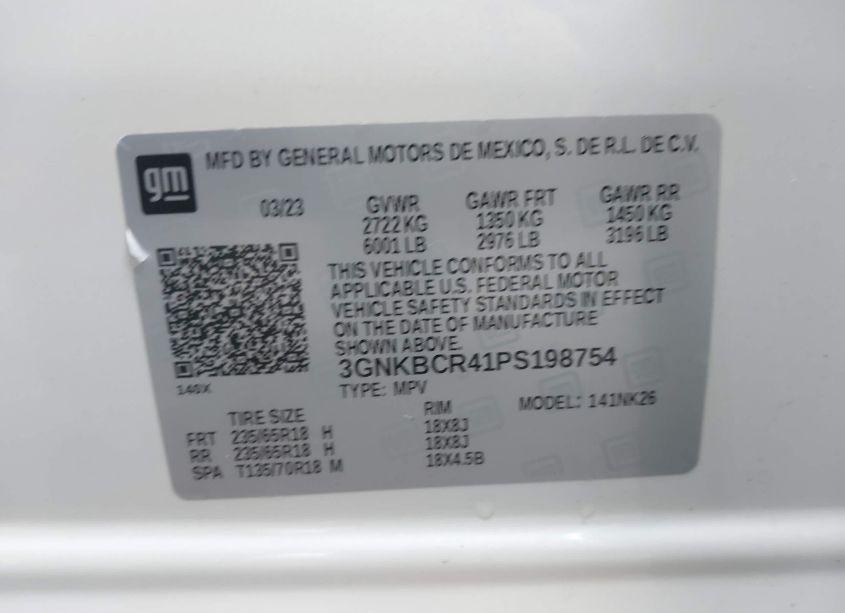 gm
MFD BY GENERAL MOTORS DE MEXICO, S. DE R.L. DE C.V.
03/23 GVWR GAWR FRT GAWR RR
2722 KG 1350 KG 1450 KG
6001 LB 2976 LB 3196 LB
THIS VEHICLE CONFORMS TO ALL
APPLICABLE U.S. FEDERAL MOTOR
VEHICLE SAFETY STANDARDS IN EFFECT
ON THE DATE OF MANUFACTURE
SHOWN ABOVE.
3GNKBCR41PS198754
TYPE: MPV MODEL: 141NK26
TIRE SIZE RIM
FRT 235/65R18 H 18X8J
RR 235/65R18 H 18X8J
SPA T135/70R18 M 18X4.5B